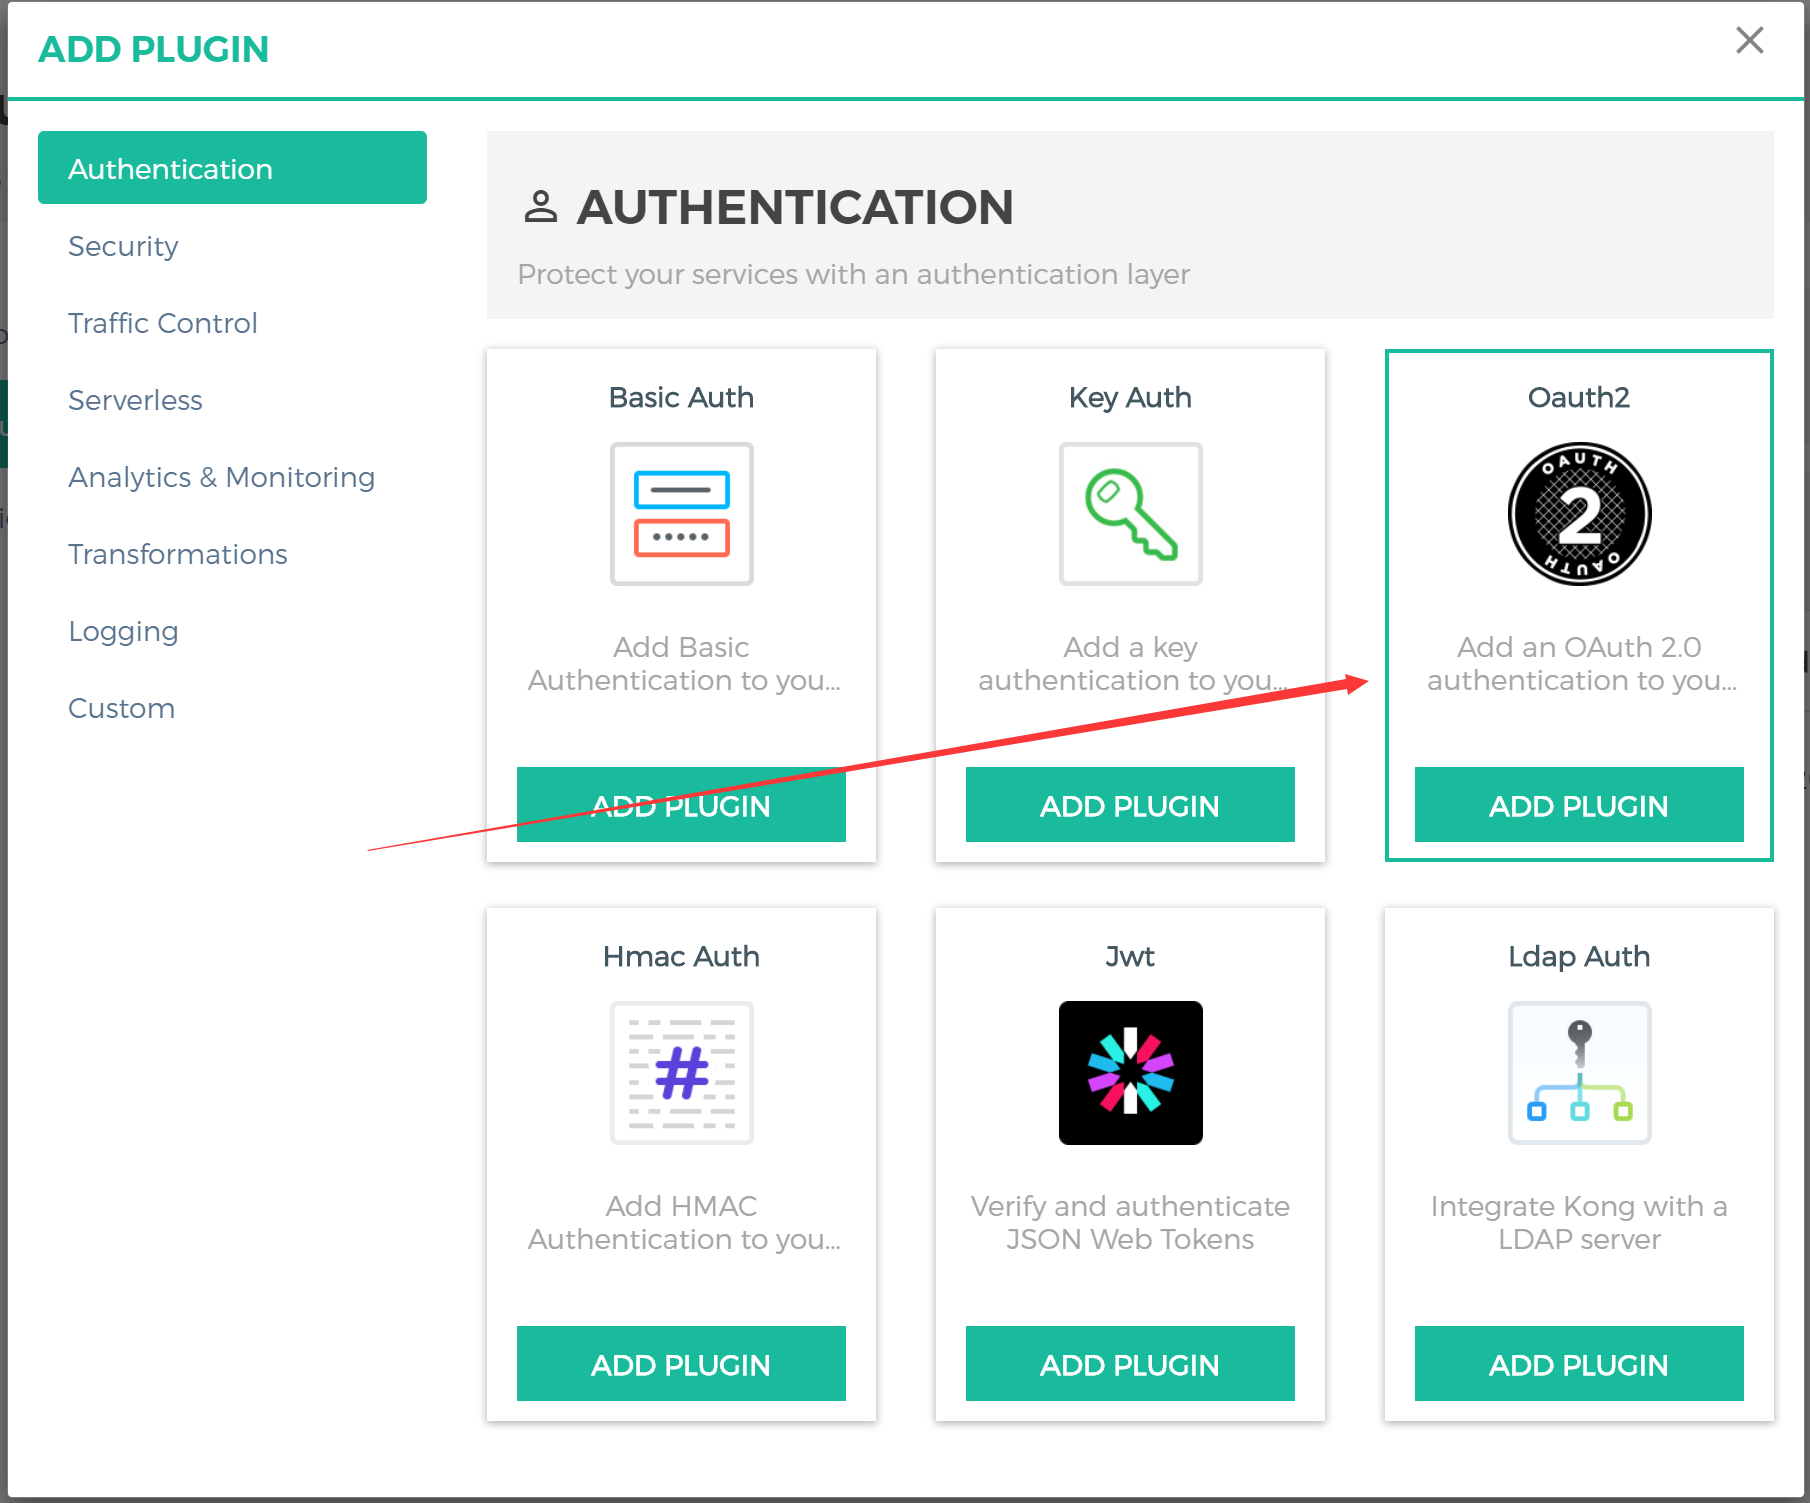 ADD PLUGIN
Authentication
Security
Traffic Control
Serverless
Analytics & Monitoring
Transformations
Logging
Custom
AUTHENTICATION
Protect your services with an authentication layer
Basic Auth
Add Basic
Authentication to you...
ADD PLUGIN
Key Auth
Add a key
authentication to you...
ADD PLUGIN
Oauth2
OAUTH
2
OAUTH
Add an OAuth 2.0
authentication to you...
ADD PLUGIN
Hmac Auth
#
Add HMAC
Authentication to you...
ADD PLUGIN
Jwt
Verify and authenticate
JSON Web Tokens
ADD PLUGIN
Ldap Auth
Integrate Kong with a
LDAP server
ADD PLUGIN